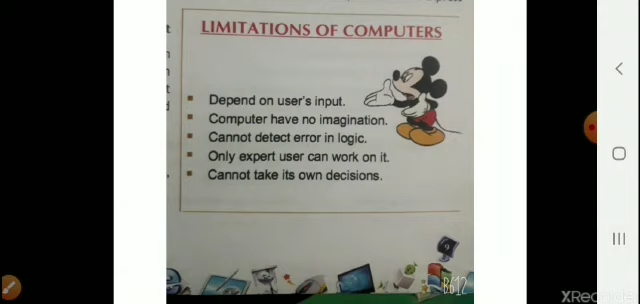 LIMITATIONS OF COMPUTERS
Depend on user's input.
Computer have no imagination.
Cannot detect error in logic.
Only expert user can work on it.
Cannot take its own decisions.
B612